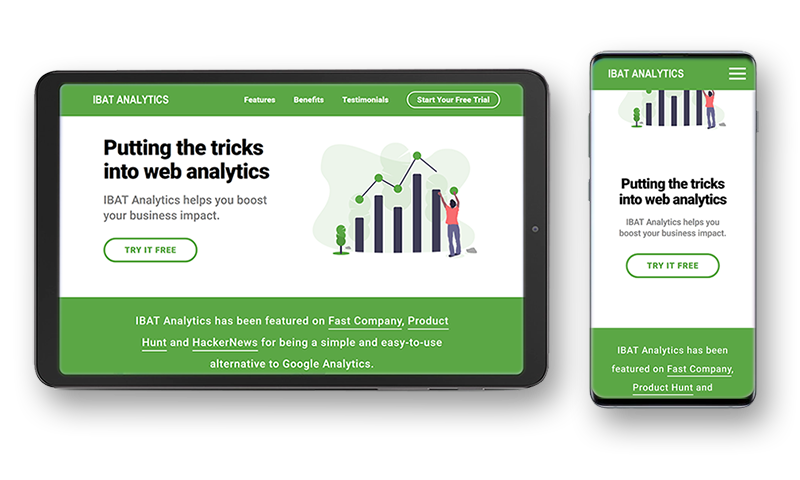 IBAT ANALYTICS
Features
Benefits
Testimonials
Start Your Free Trial
Putting the tricks
into web analytics
IBAT Analytics helps you boost
your business impact.
TRY IT FREE
IBAT Analytics has been featured on Fast Company, Product
Hunt and HackerNews for being a simple and easy-to-use
alternative to Google Analytics.
IBAT ANALYTICS
Putting the tricks
into web analytics
IBAT Analytics helps you
boost your business impact.
TRY IT FREE
IBAT Analytics has been
featured on Fast Company,
Product Hunt and